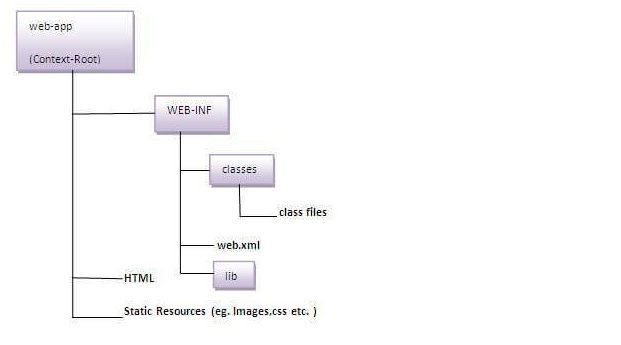 web-app
(Context-Root)
WEB-INF
classes
class files
web.xml
lib
HTML
Static Resources (eg. Images,css etc. )